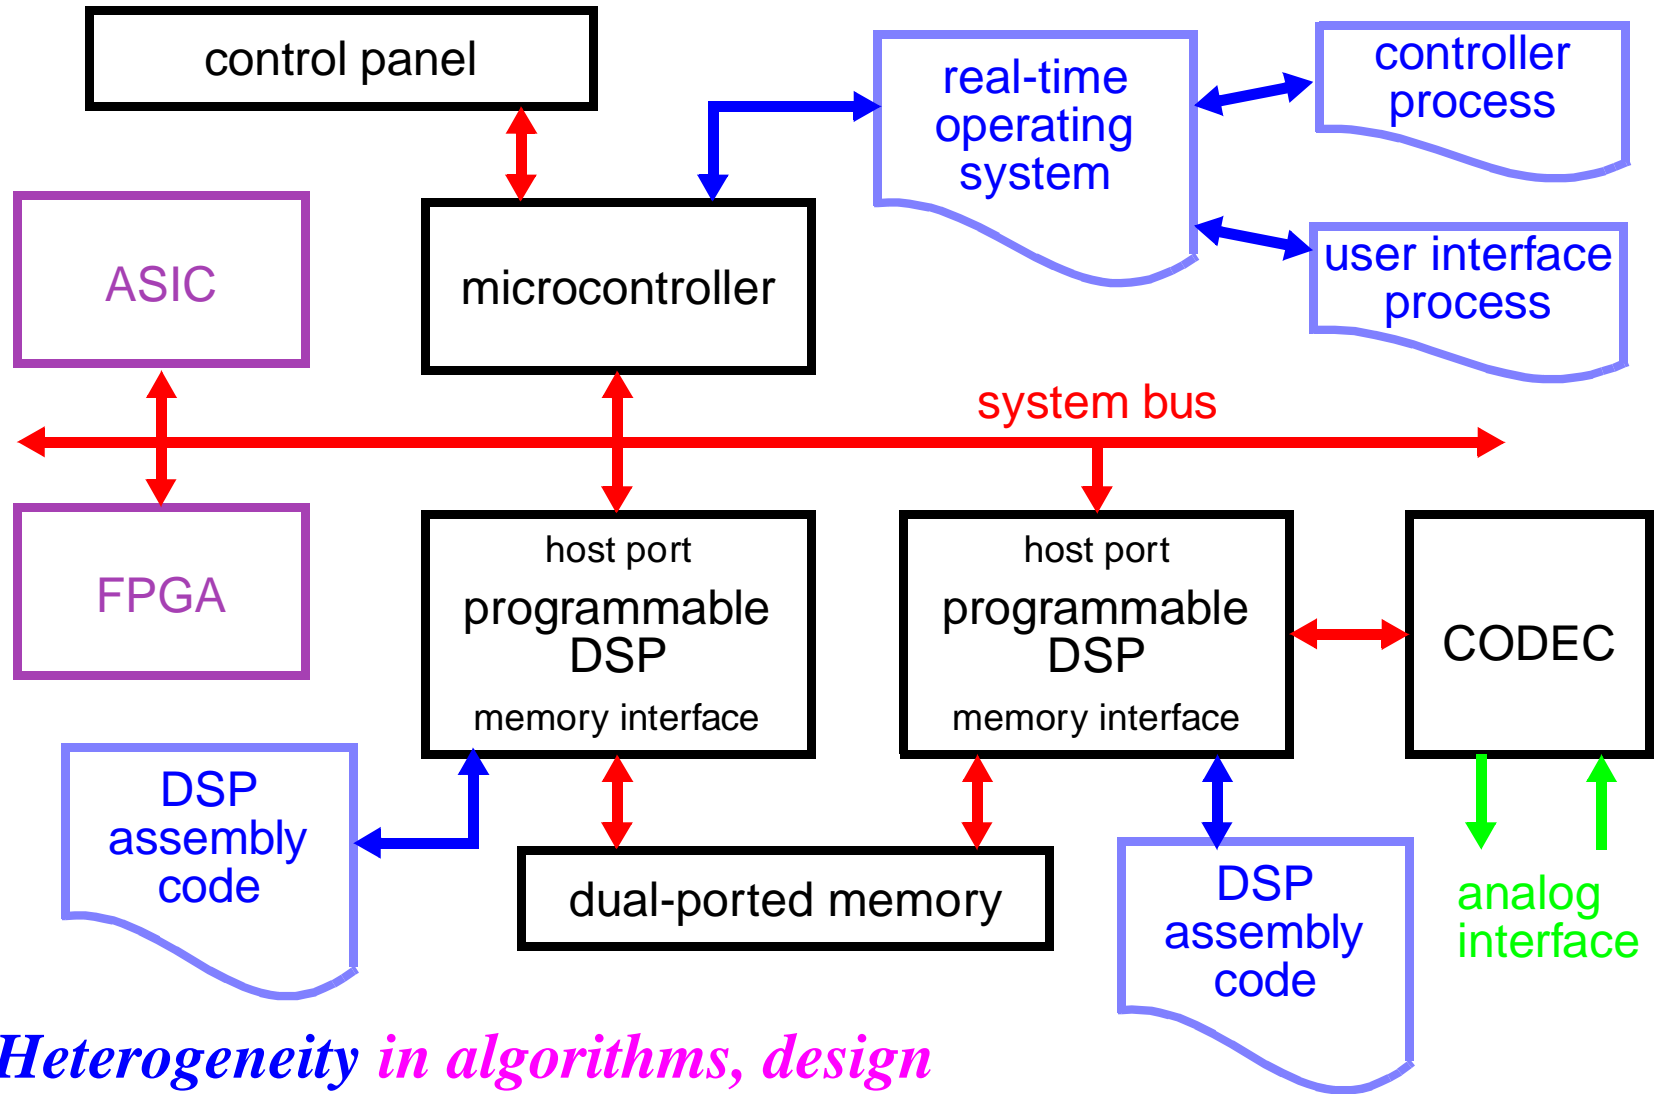 control panel
real-time
operating
system
controller
process
ASIC
microcontroller
user interface
process
system bus
FPGA
host port
programmable
DSP
memory interface
host port
programmable
DSP
memory interface
CODEC
DSP
assembly
code
dual-ported memory
DSP
assembly
code
analog
interface
Heterogeneity in algorithms, design